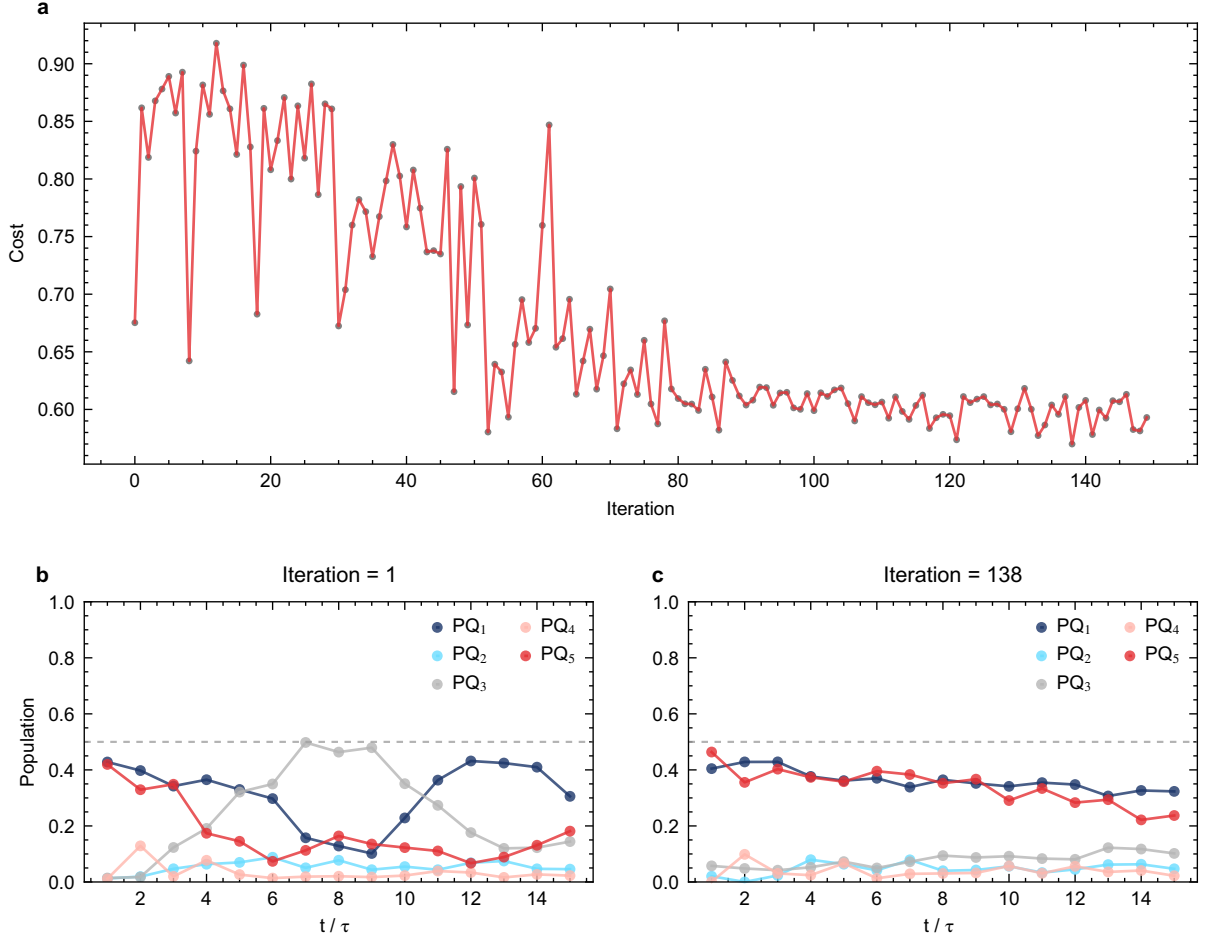 a
0.90
0.85
0.80
0.75
0.70
0.65
0.60
Cost
0 20 40 60 80 100 120 140
Iteration
b
Iteration = 1
1.0
0.8
0.6
0.4
0.2
0.0
Population
PQ₁ PQ₄
PQ₂ PQ₅
PQ₃
2 4 6 8 10 12 14
t / τ
c
Iteration = 138
1.0
0.8
0.6
0.4
0.2
0.0
PQ₁ PQ₄
PQ₂ PQ₅
PQ₃
2 4 6 8 10 12 14
t / τ